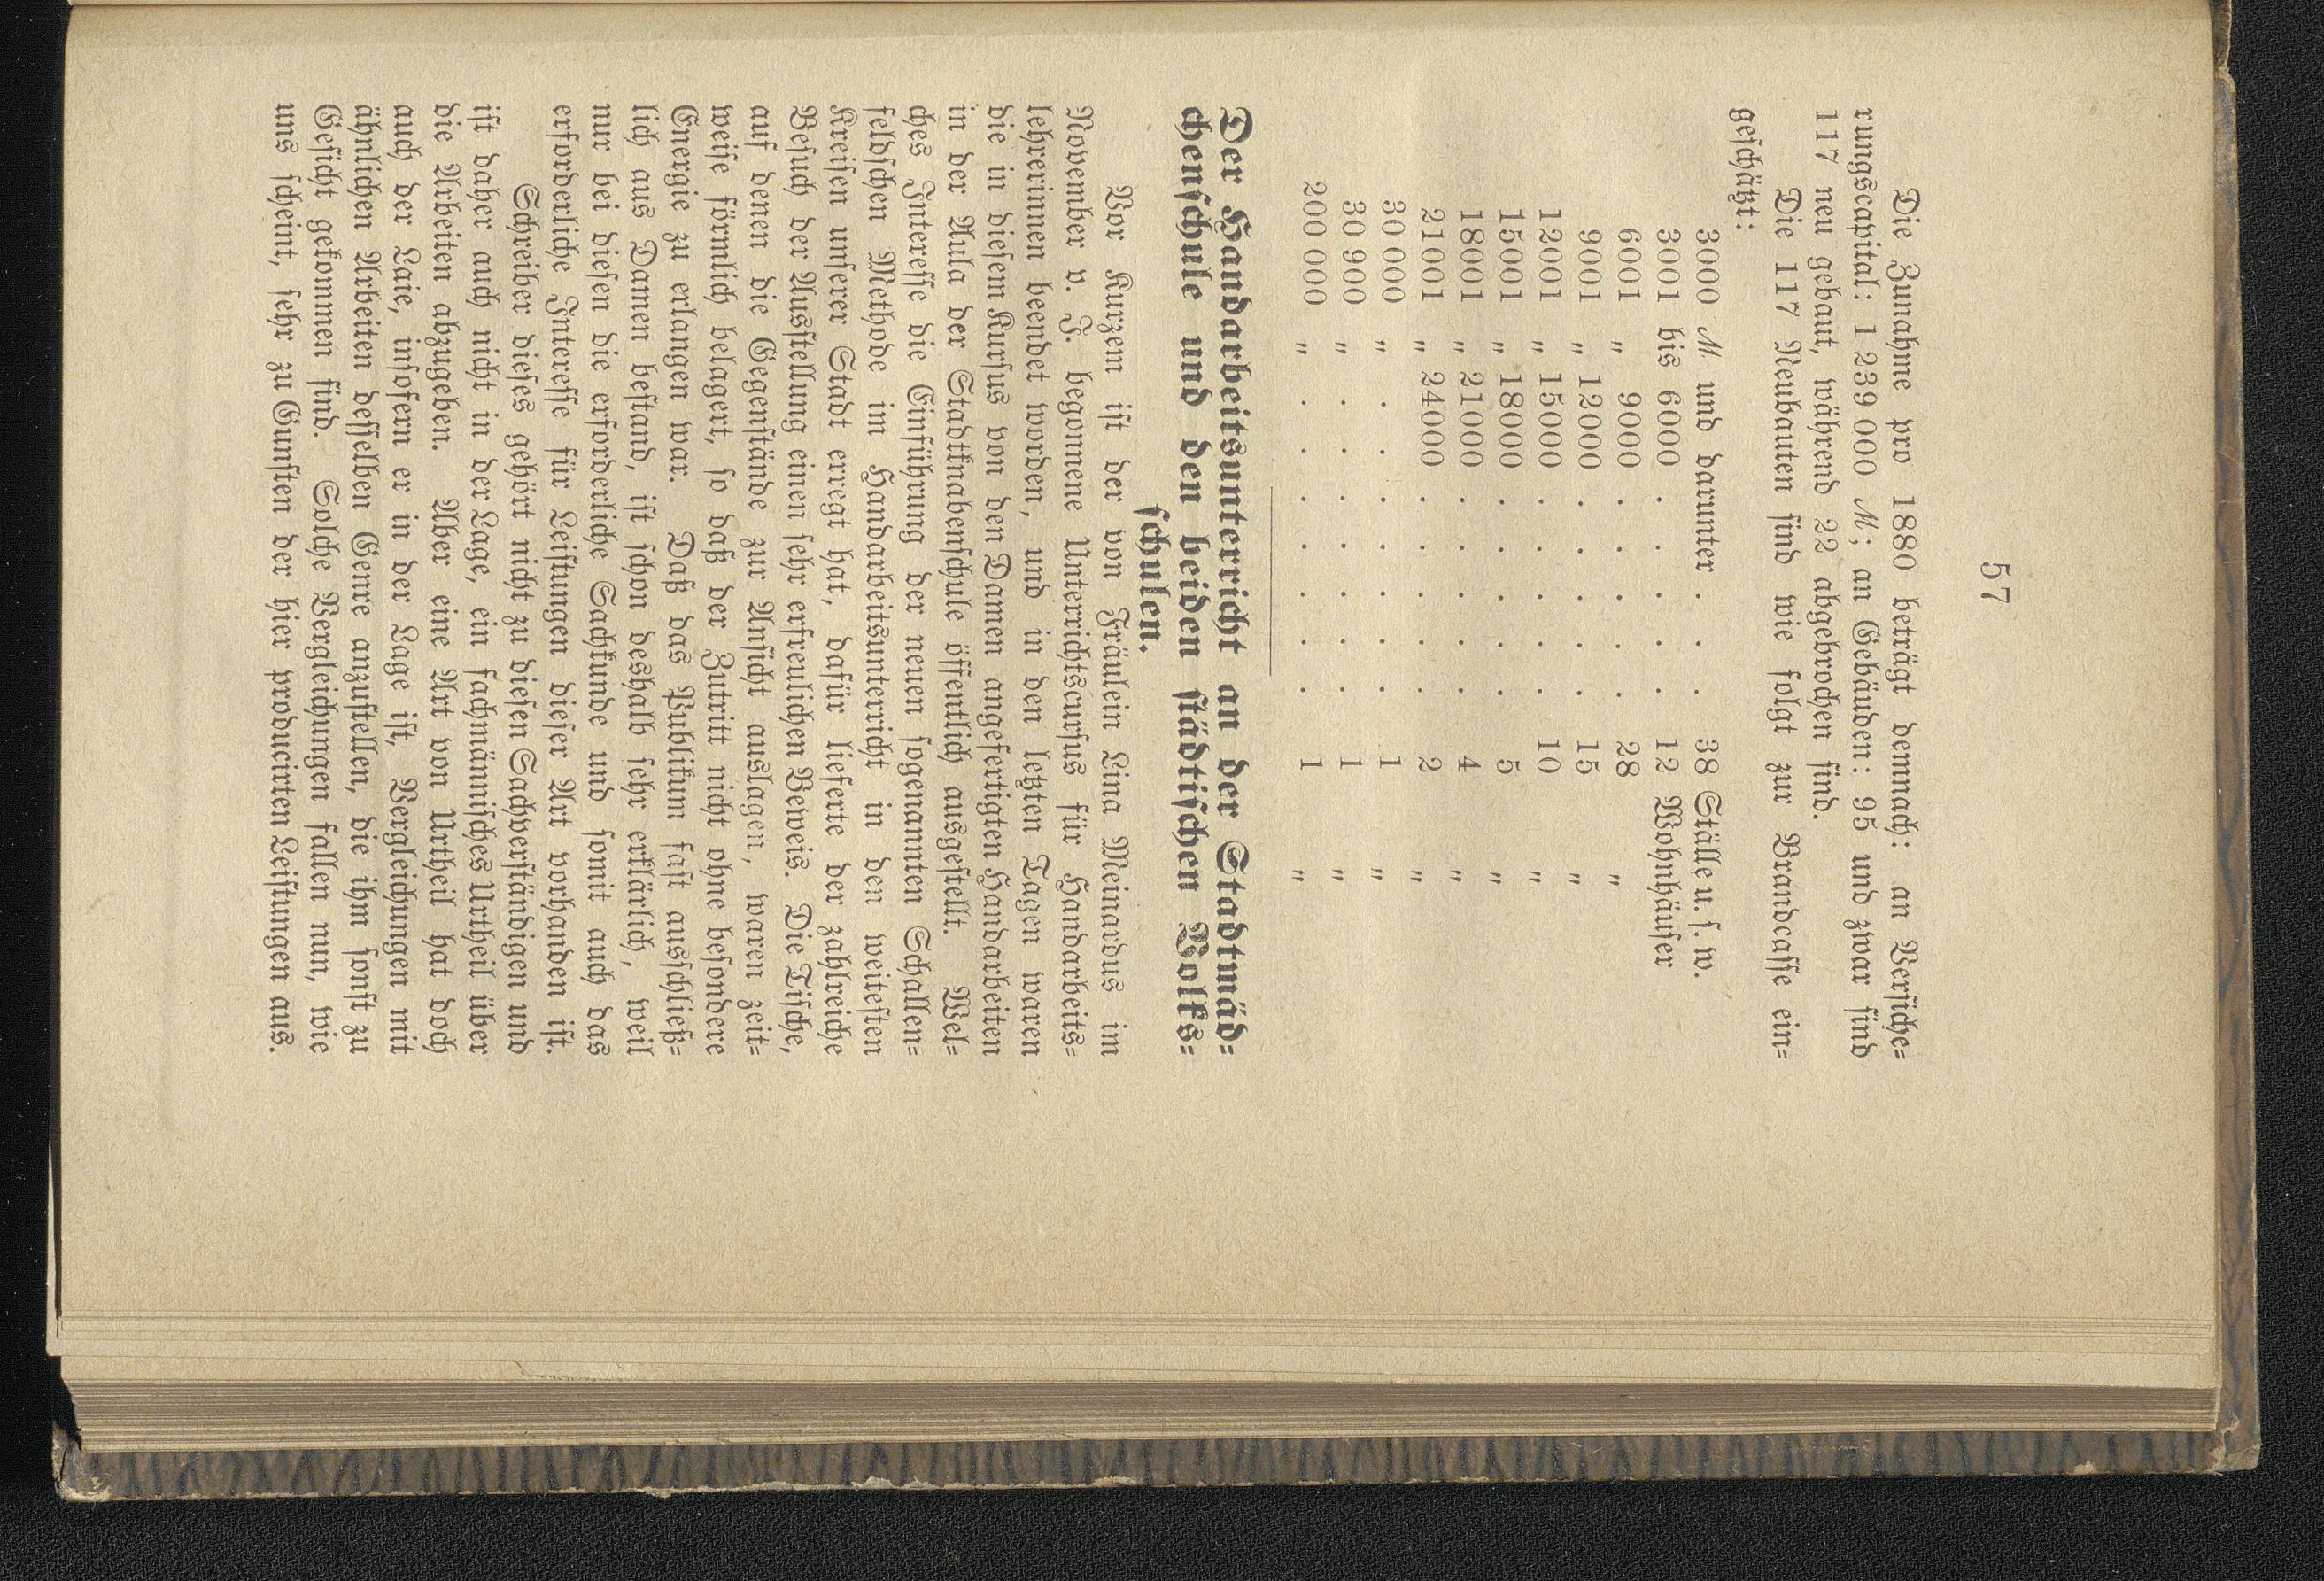 57
Die Zunahme pro 1880 beträgt demnach: an Verſiche=
rungscapital: 1 239 000 ℳ; an Gebäuden: 95 und zwar ſind
117 neu gebaut, während 22 abgebrochen ſind.
Die 117 Neubauten ſind wie folgt zur Brandcaſſe ein=
geſchätzt:
3000 ℳ und darunter . . . 38 Ställe u. ſ. w.
3001 bis 6000 . . . . . 12 Wohnhäuſer
6001 „ 9000 . . . . . 28 „
9001 „ 12000 . . . . . 15 „
12001 „ 15000 . . . . . 10 „
15001 „ 18000 . . . . . 5 „
18001 „ 21000 . . . . . 4 „
21001 „ 24000 . . . . . 2 „
30 000 „ . . . . . . . 1 „
30 900 „ . . . . . . . 1 „
200 000 „ . . . . . . . 1 „
Der Handarbeitsunterricht an der Stadtmäd=
chenſchule und den beiden ſtädtiſchen Volks=
ſchulen.
Vor Kurzem iſt der von Fräulein Lina Meinardus im
November v. J. begonnene Unterrichtscurſus für Handarbeits=
lehrerinnen beendet worden, und in den letzten Tagen waren
die in dieſem Kurſus von den Damen angefertigten Handarbeiten
in der Aula der Stadtknabenſchule öffentlich ausgeſtellt. Wel=
ches Intereſſe die Einführung der neuen ſogenannten Schallen=
feldſchen Methode im Handarbeitsunterricht in den weiteſten
Kreiſen unſerer Stadt erregt hat, dafür lieferte der zahlreiche
Beſuch der Ausſtellung einen ſehr erfreulichen Beweis. Die Tiſche,
auf denen die Gegenſtände zur Anſicht auslagen, waren zeit=
weiſe förmlich belagert, ſo daß der Zutritt nicht ohne beſondere
Energie zu erlangen war. Daß das Publikum faſt ausſchließ=
lich aus Damen beſtand, iſt ſchon deshalb ſehr erklärlich, weil
nur bei dieſen die erforderliche Sachkunde und ſomit auch das
erforderliche Intereſſe für Leiſtungen dieſer Art vorhanden iſt.
Schreiber dieſes gehört nicht zu dieſen Sachverſtändigen und
iſt daher auch nicht in der Lage, ein fachmänniſches Urtheil über
die Arbeiten abzugeben. Aber eine Art von Urtheil hat doch
auch der Laie, inſofern er in der Lage iſt, Vergleichungen mit
ähnlichen Arbeiten deſſelben Genre anzuſtellen, die ihm ſonſt zu
Geſicht gekommen ſind. Solche Vergleichungen fallen nun, wie
uns ſcheint, ſehr zu Gunſten der hier producirten Leiſtungen aus.